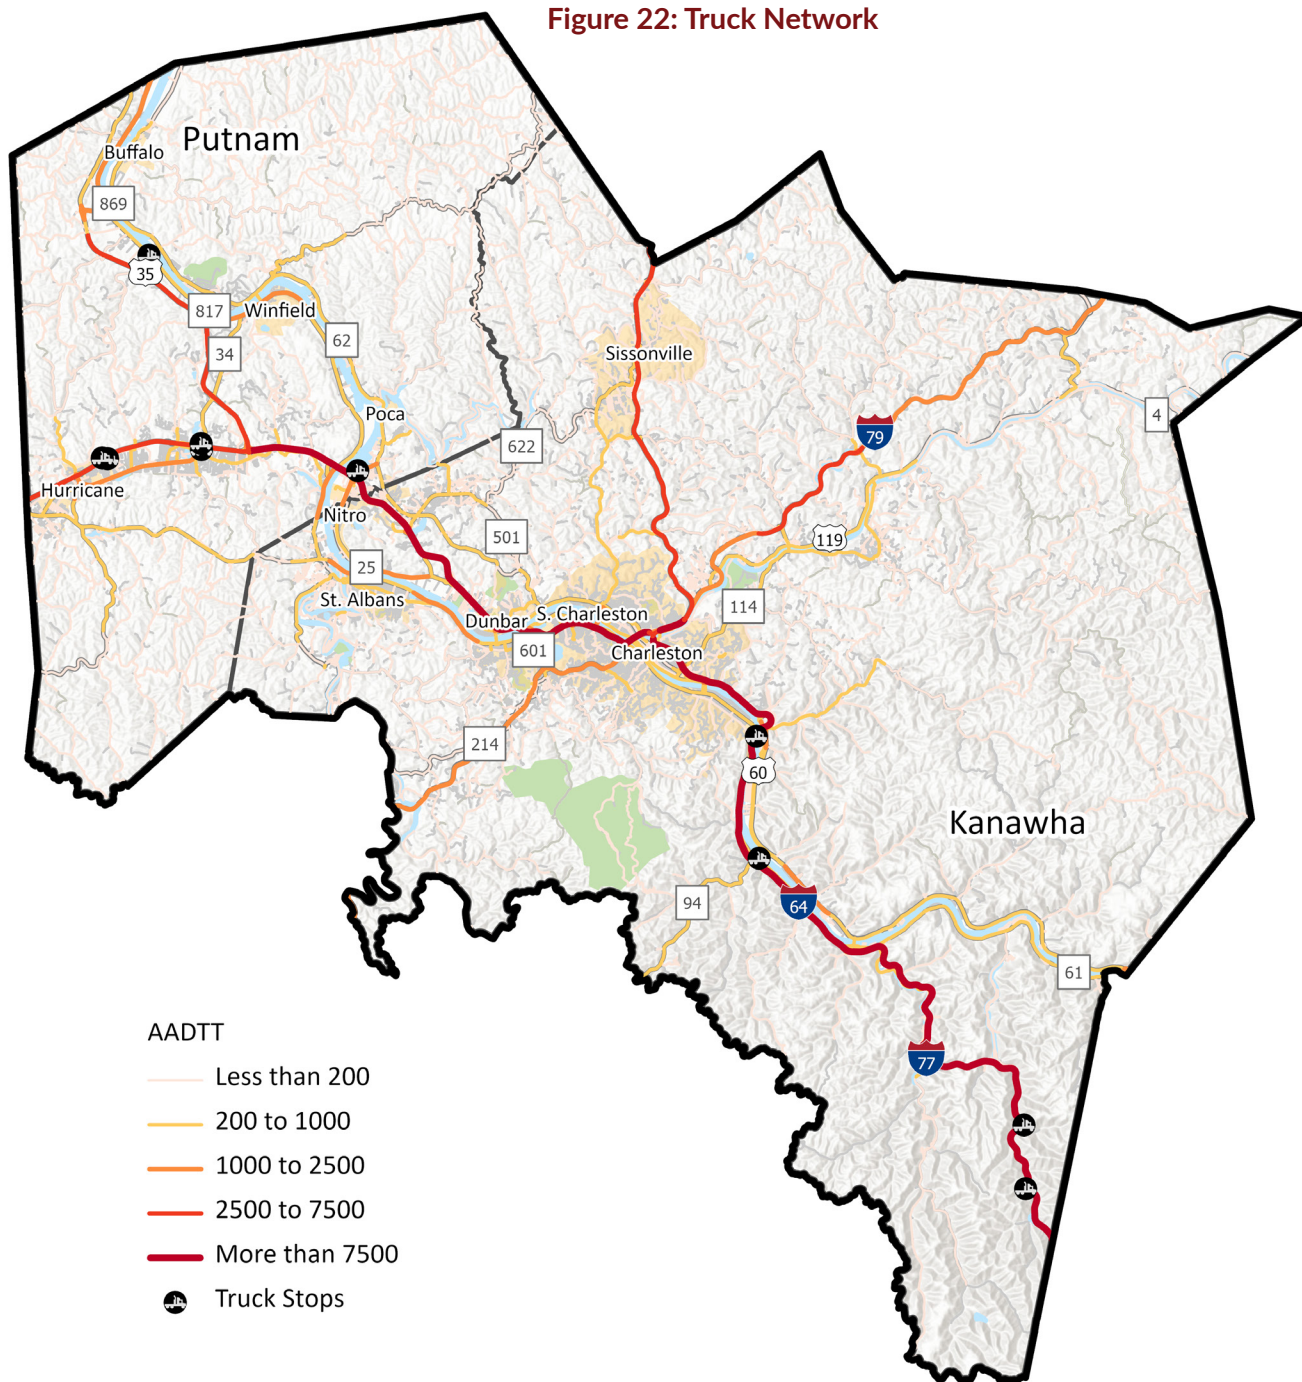 Figure 22: Truck Network
Putnam
Buffalo
869
35
817
Winfield
34
62
Sissonville
Poca
4
79
622
Hurricane
Nitro
501
119
25
St. Albans
114
Dunbar
S. Charleston
601
Charleston
214
60
Kanawha
94
64
61
77
AADTT
Less than 200
200 to 1000
1000 to 2500
2500 to 7500
More than 7500
Truck Stops